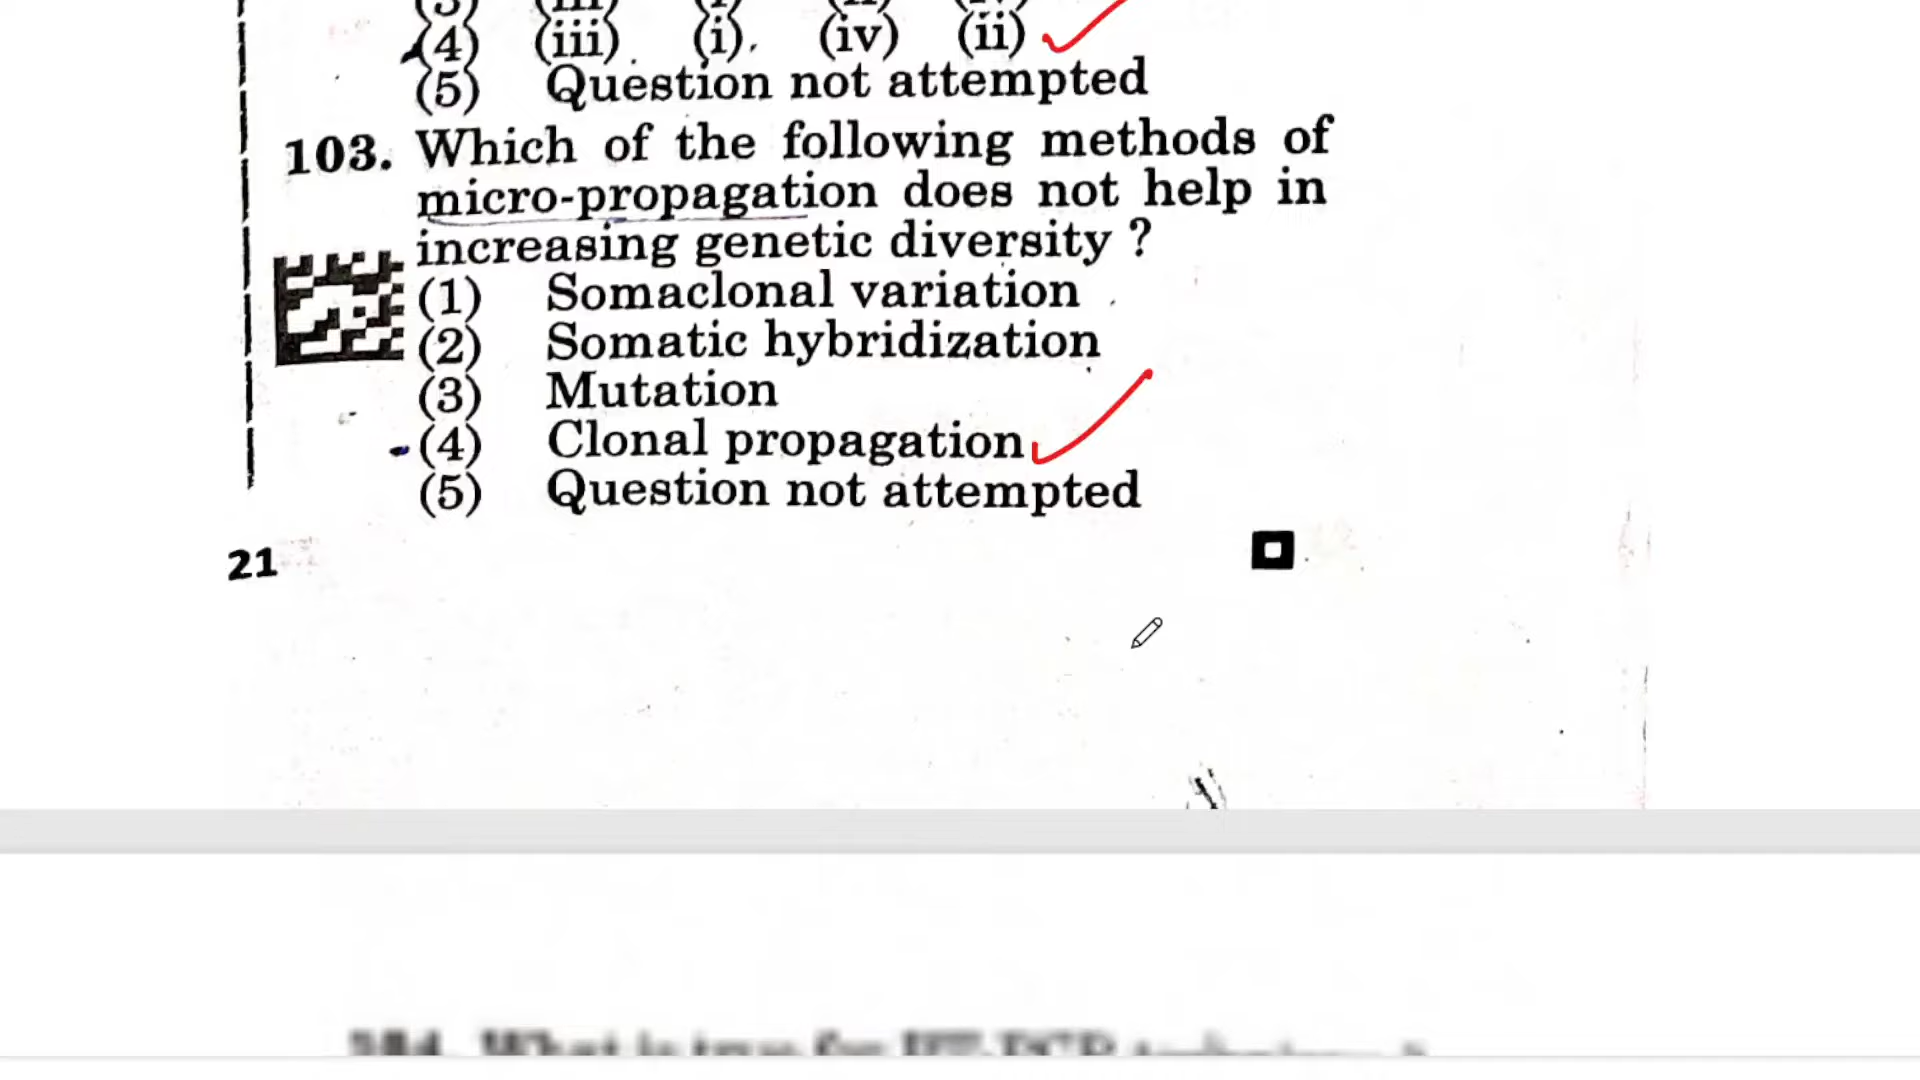 (4) (iii) (i) (iv) (ii)
(5) Question not attempted
103. Which of the following methods of
micro-propagation does not help in
increasing genetic diversity ?
(1) Somaclonal variation
(2) Somatic hybridization
(3) Mutation
(4) Clonal propagation
(5) Question not attempted
21